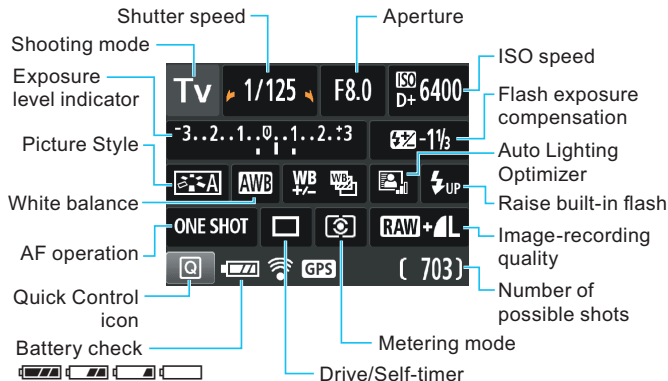 Shutter speed
Aperture
Shooting mode
ISO speed
Exposure
level indicator
Tv 1/125 F8.0 ISO D+ 6400
Flash exposure
compensation
-3..2..1..0..1..2.+3
-1⅓
Picture Style
Auto Lighting
Optimizer
A AWB WB +/- WB UP
White balance
Raise built-in flash
ONE SHOT RAW+L
AF operation
Image-recording
quality
Q GPS ( 703)
Quick Control
icon
Number of
possible shots
Battery check
Metering mode
Drive/Self-timer